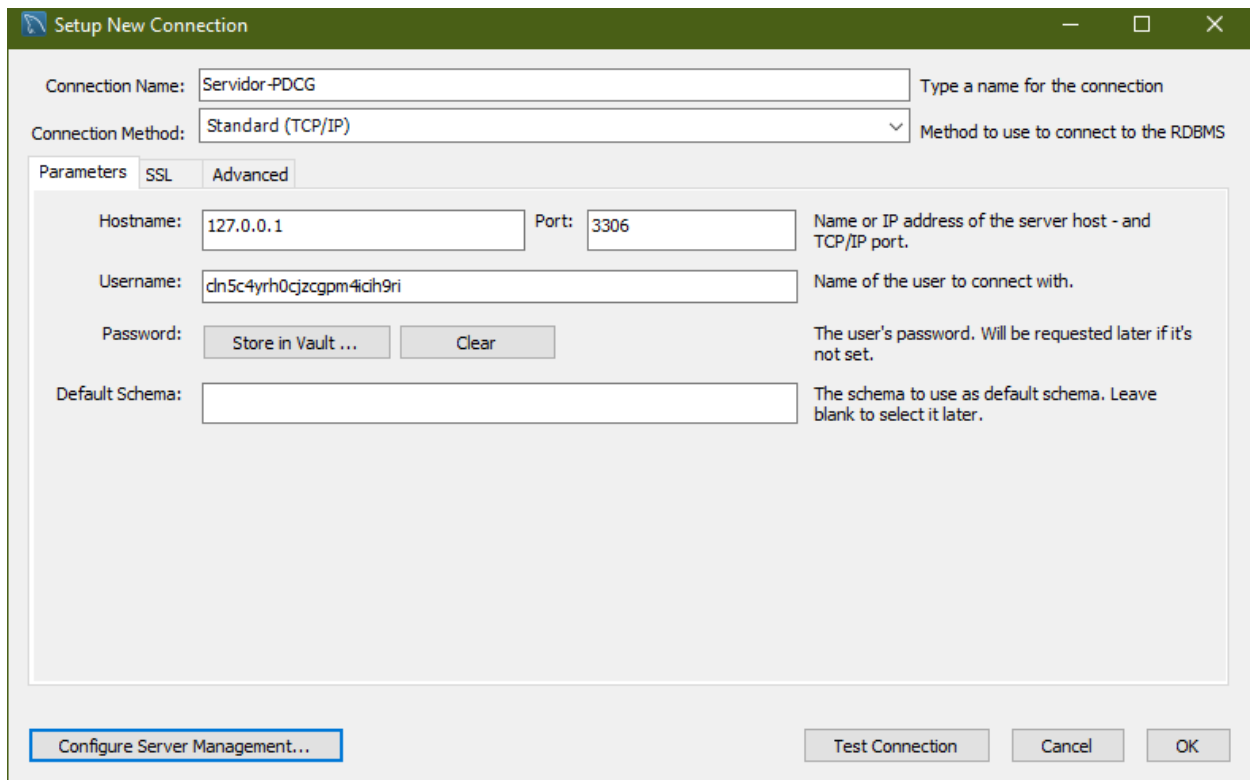 Setup New Connection
Connection Name: Servidor-PDCG Type a name for the connection
Connection Method: Standard (TCP/IP) Method to use to connect to the RDBMS
Parameters SSL Advanced
Hostname: 127.0.0.1 Port: 3306 Name or IP address of the server host - and
TCP/IP port.
Username: dn5c4yrh0cjzcgpm4icih9ri Name of the user to connect with.
Password: Store in Vault ... Clear The user's password. Will be requested later if it's
not set.
Default Schema: The schema to use as default schema. Leave
blank to select it later.
Configure Server Management... Test Connection Cancel OK